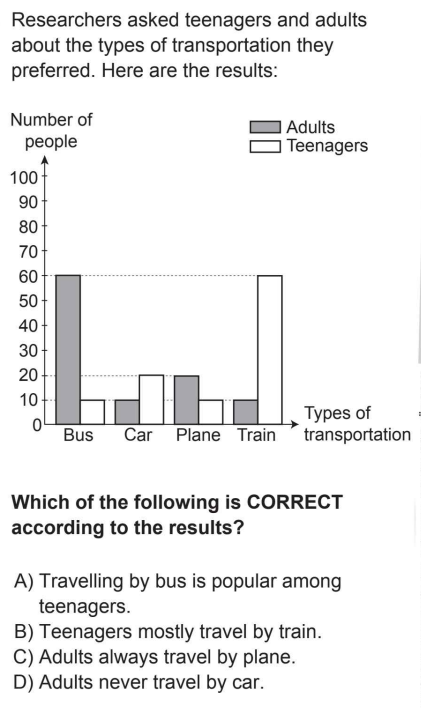 Researchers asked teenagers and adults
about the types of transportation they
preferred. Here are the results:
Number of
people
Adults
Teenagers
100
90
80
70
60
50
40
30
20
10
0
Bus Car Plane Train
Types of
transportation
Which of the following is CORRECT
according to the results?
A) Travelling by bus is popular among
teenagers.
B) Teenagers mostly travel by train.
C) Adults always travel by plane.
D) Adults never travel by car.